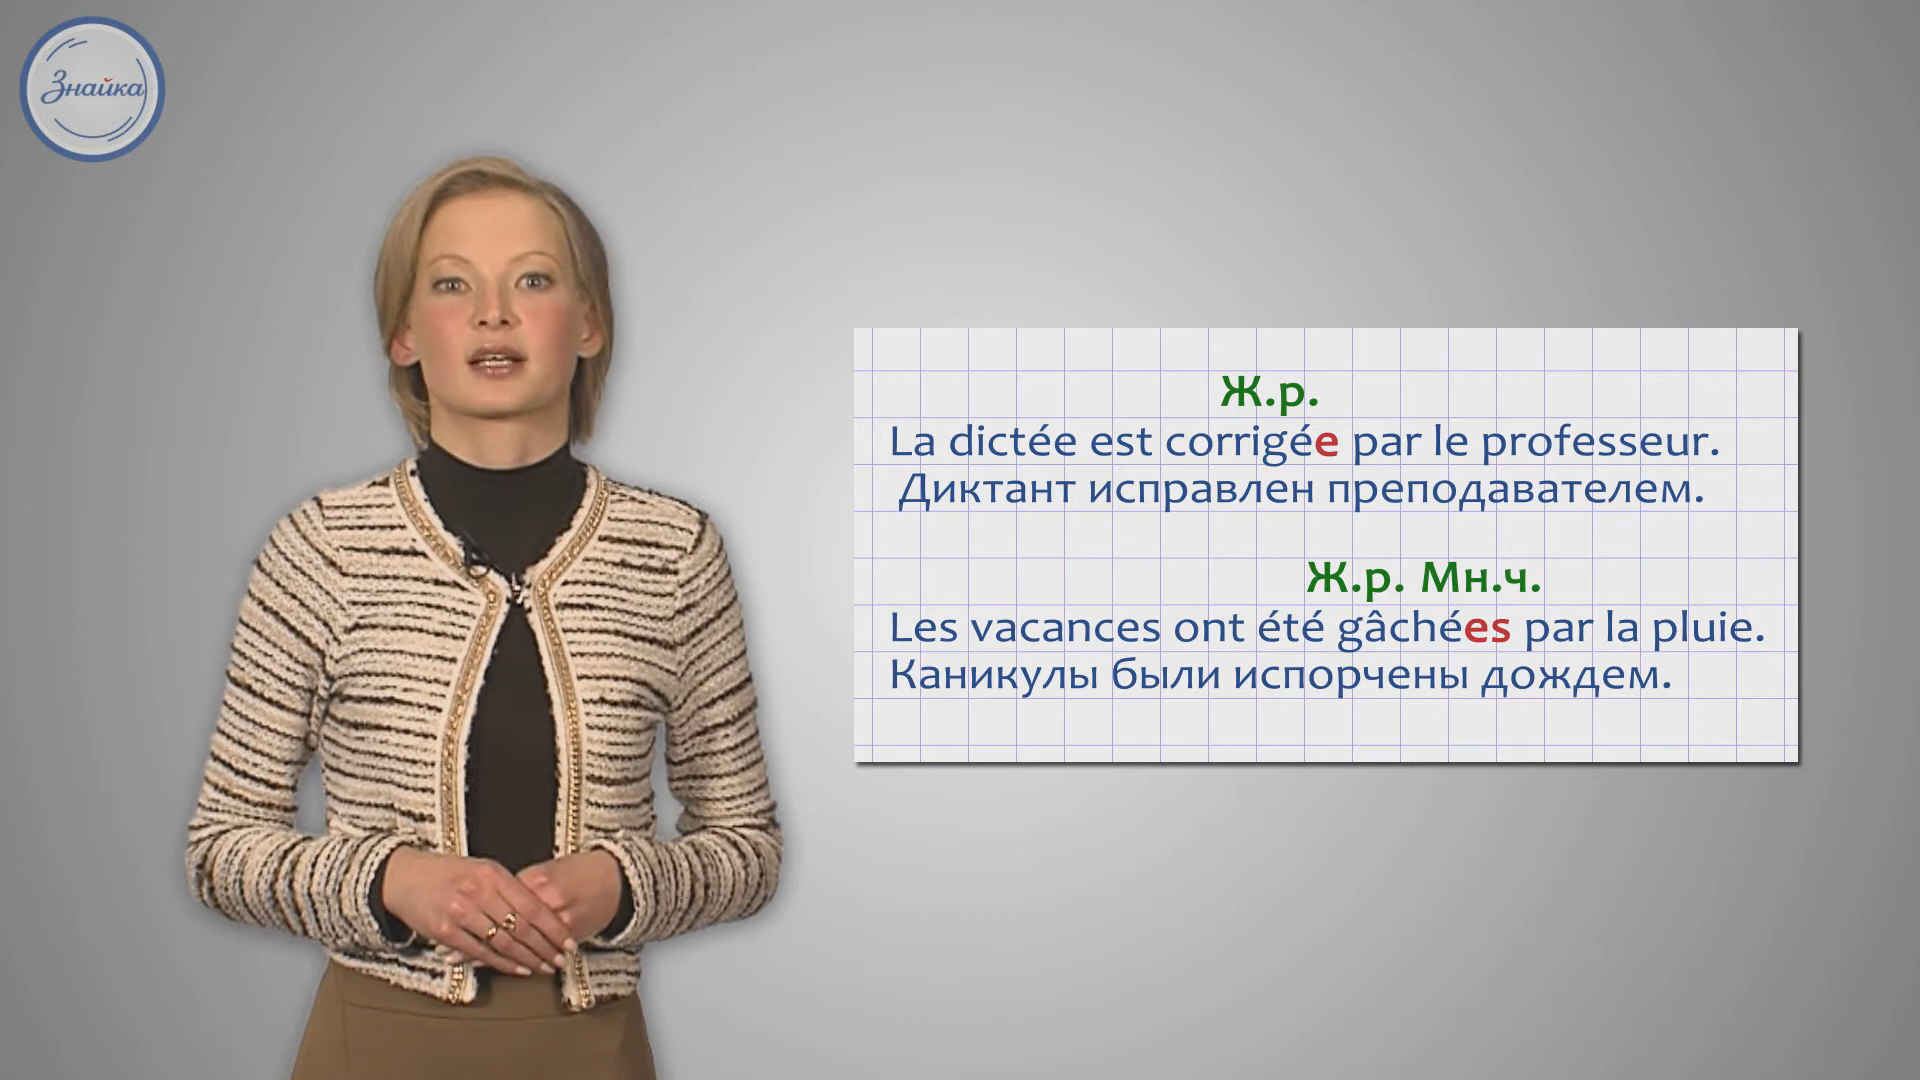 Знайка
Ж.р.
La dictée est corrigée par le professeur.
Диктант исправлен преподавателем.
Ж.р. Мн.ч.
Les vacances ont été gâchées par la pluie.
Каникулы были испорчены дождем.